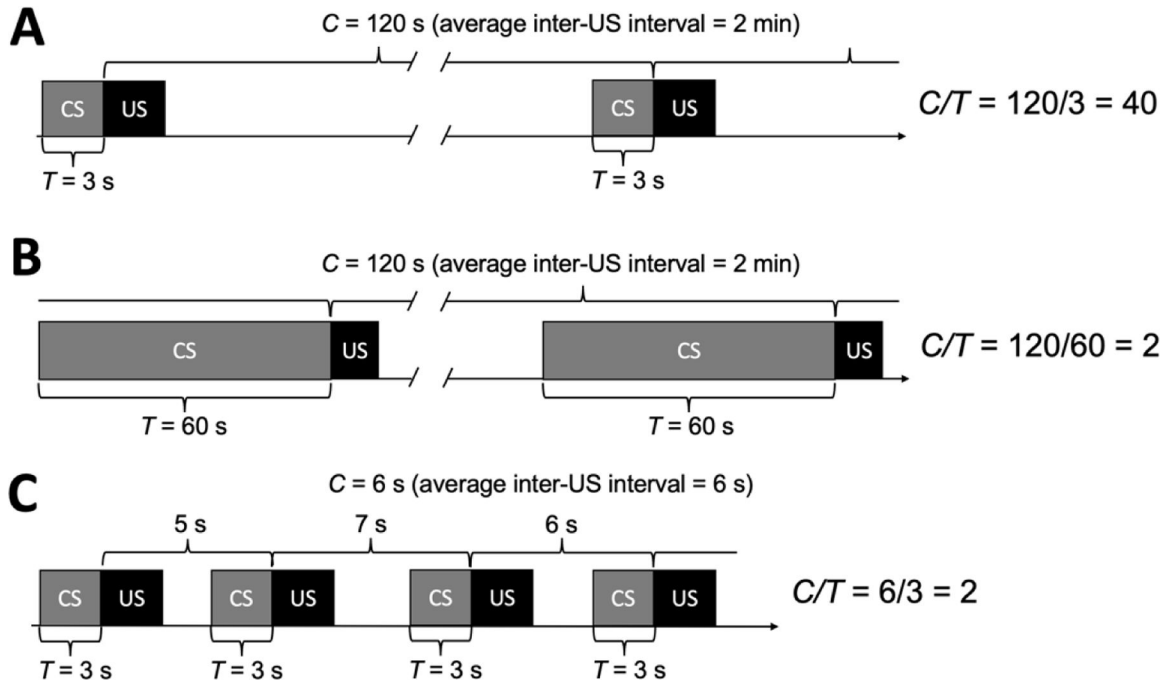 A
C = 120 s (average inter-US interval = 2 min)
CS US CS US
C/T = 120/3 = 40
T = 3 s T = 3 s
B
C = 120 s (average inter-US interval = 2 min)
CS US CS US
C/T = 120/60 = 2
T = 60 s T = 60 s
C
C = 6 s (average inter-US interval = 6 s)
5 s 7 s 6 s
CS US CS US CS US CS US
C/T = 6/3 = 2
T = 3 s T = 3 s T = 3 s T = 3 s